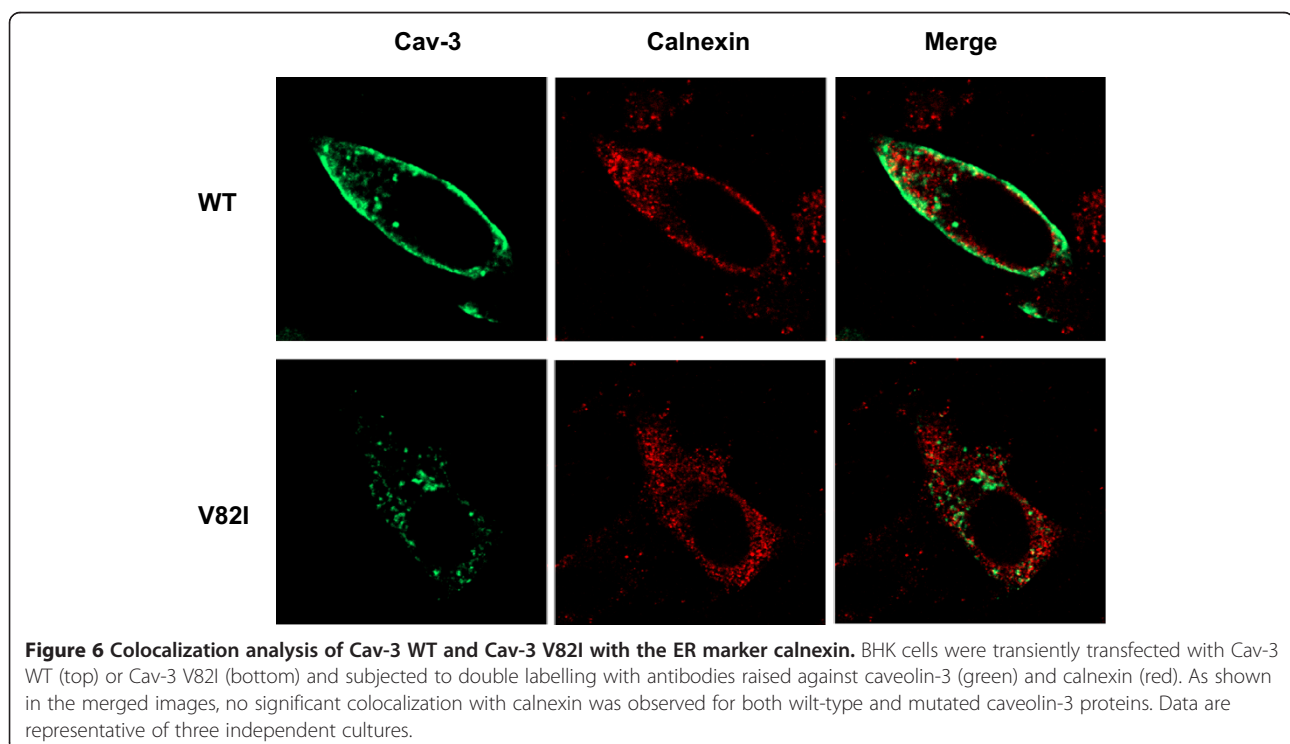 Cav-3 Calnexin Merge
WT
V82I
Figure 6 Colocalization analysis of Cav-3 WT and Cav-3 V82I with the ER marker calnexin. BHK cells were transiently transfected with Cav-3
WT (top) or Cav-3 V82I (bottom) and subjected to double labelling with antibodies raised against caveolin-3 (green) and calnexin (red). As shown
in the merged images, no significant colocalization with calnexin was observed for both wilt-type and mutated caveolin-3 proteins. Data are
representative of three independent cultures.